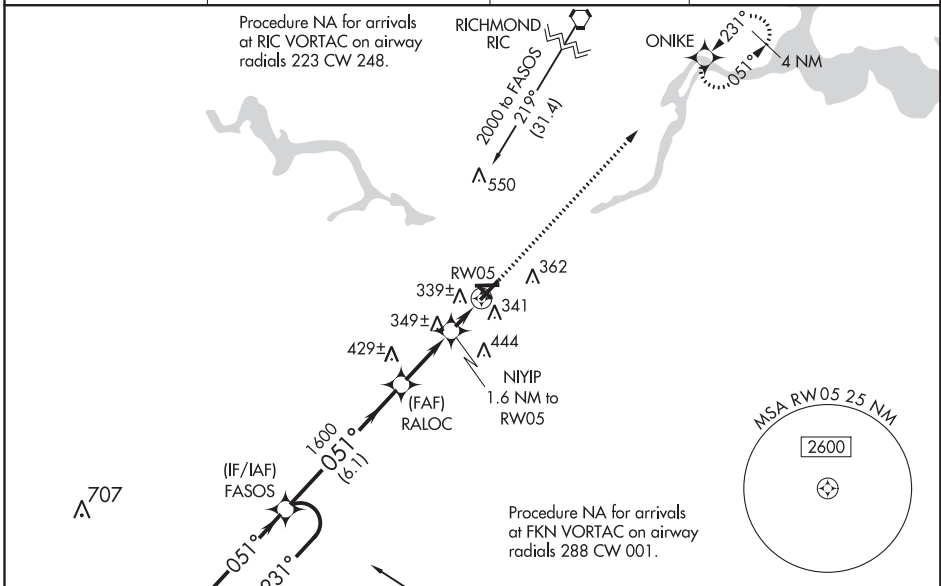 Procedure NA for arrivals
at RIC VORTAC on airway
radials 223 CW 248.
RICHMOND
RIC
2000 to FASOS
219°
(31.4)
ONIKE
231°
051°
4 NM
550
RW05
362
339±
341
349±
444
429±
NIYIP
1.6 NM to
RW05
(FAF)
RALOC
1600
051°
(6.1)
(IF/IAF)
FASOS
707
051°
231°
MSA RW05 25 NM
2600
Procedure NA for arrivals
at FKN VORTAC on airway
radials 288 CW 001.